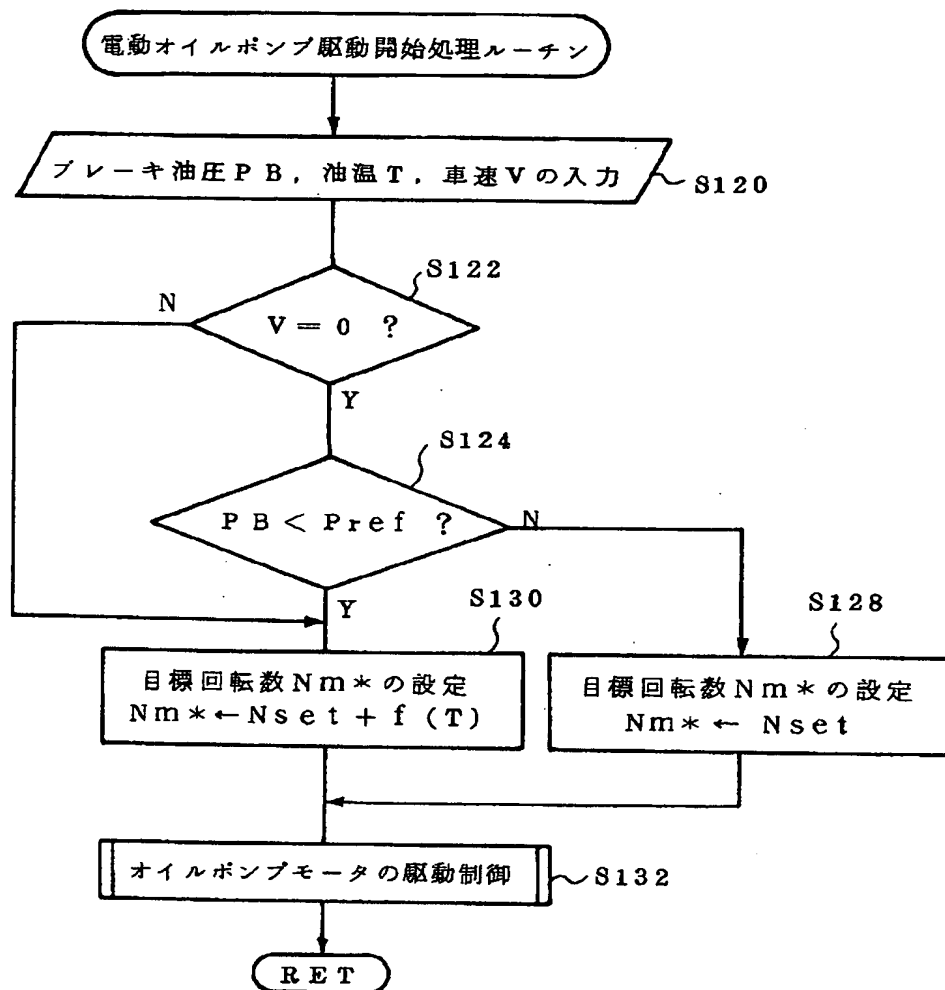 電動オイルポンプ駆動開始処理ルーチン
ブレーキ油圧PB, 油温T, 車速Vの入力
S120
S122
N
V=0 ?
Y
S124
PB<Pref ?
N
Y
S130
S128
目標回転数Nm*の設定
Nm*←Nset+f(T)
目標回転数Nm*の設定
Nm*← Nset
オイルポンプモータの駆動制御
S132
RET